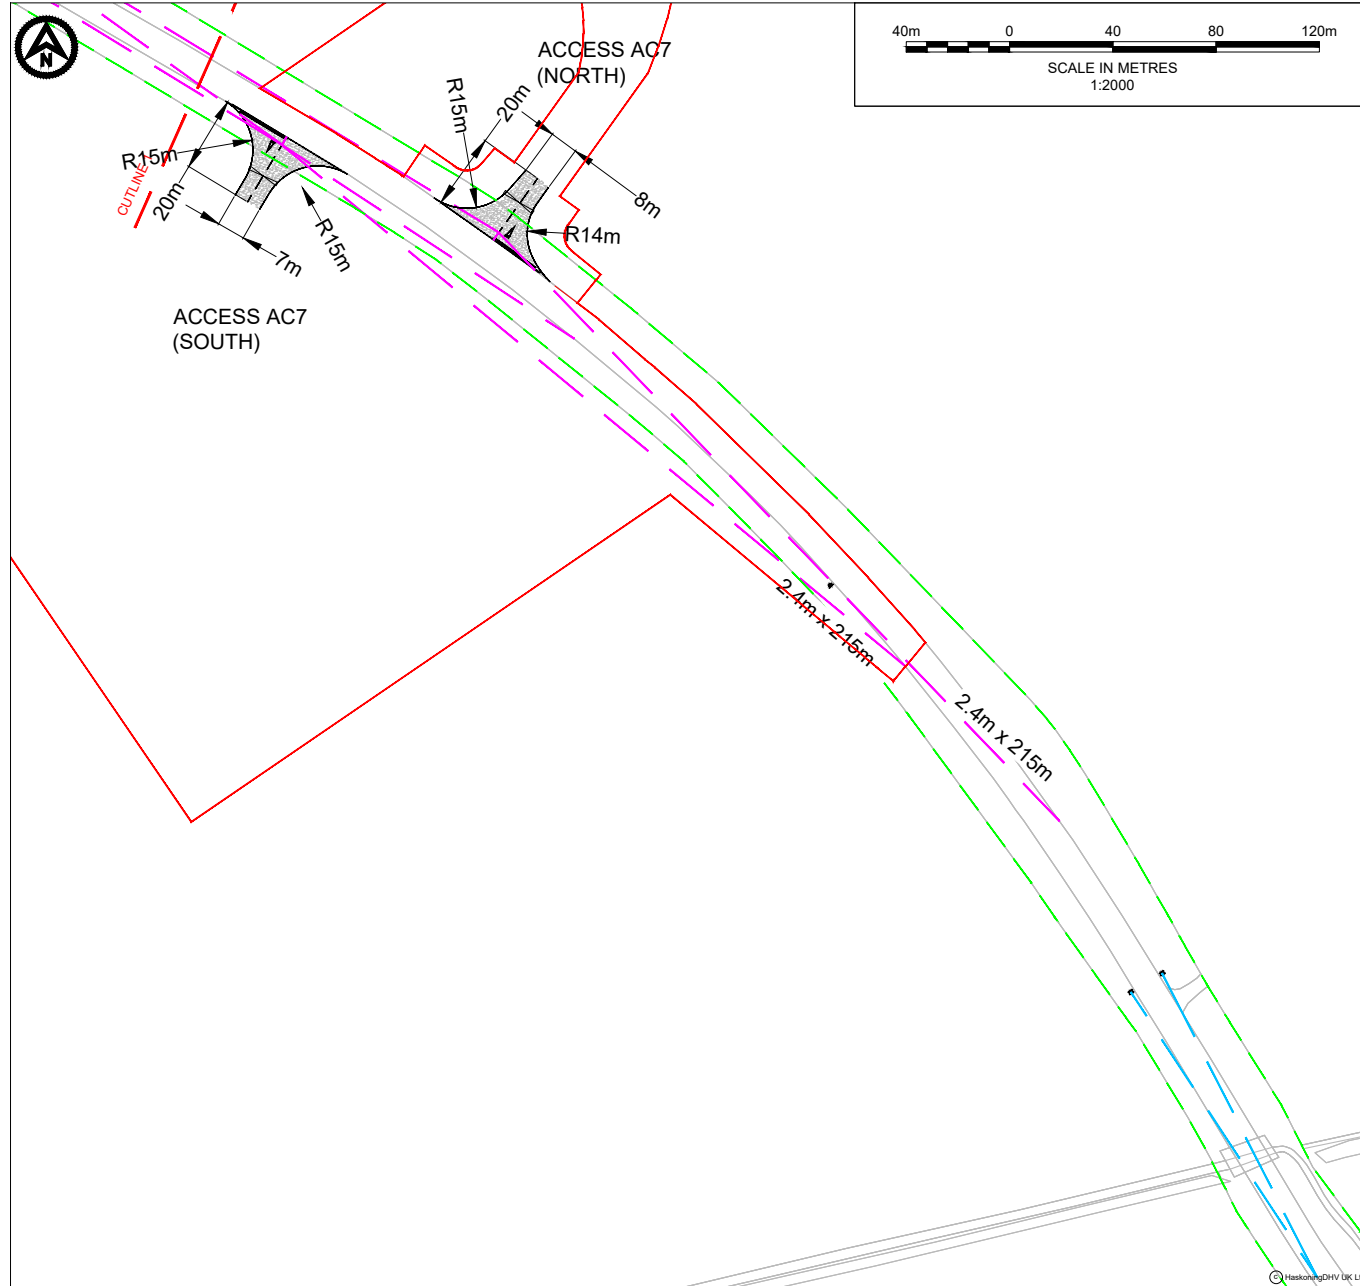 N
ACCESS AC7
(NORTH)
40m 0 40 80 120m
SCALE IN METRES
1:2000
R15m
20m
8m
R14m
R15m
20m
CUTLINE
7m
R15m
ACCESS AC7
(SOUTH)
2.4m x 215m
2.4m x 215m
© HaskoningDHV UK L